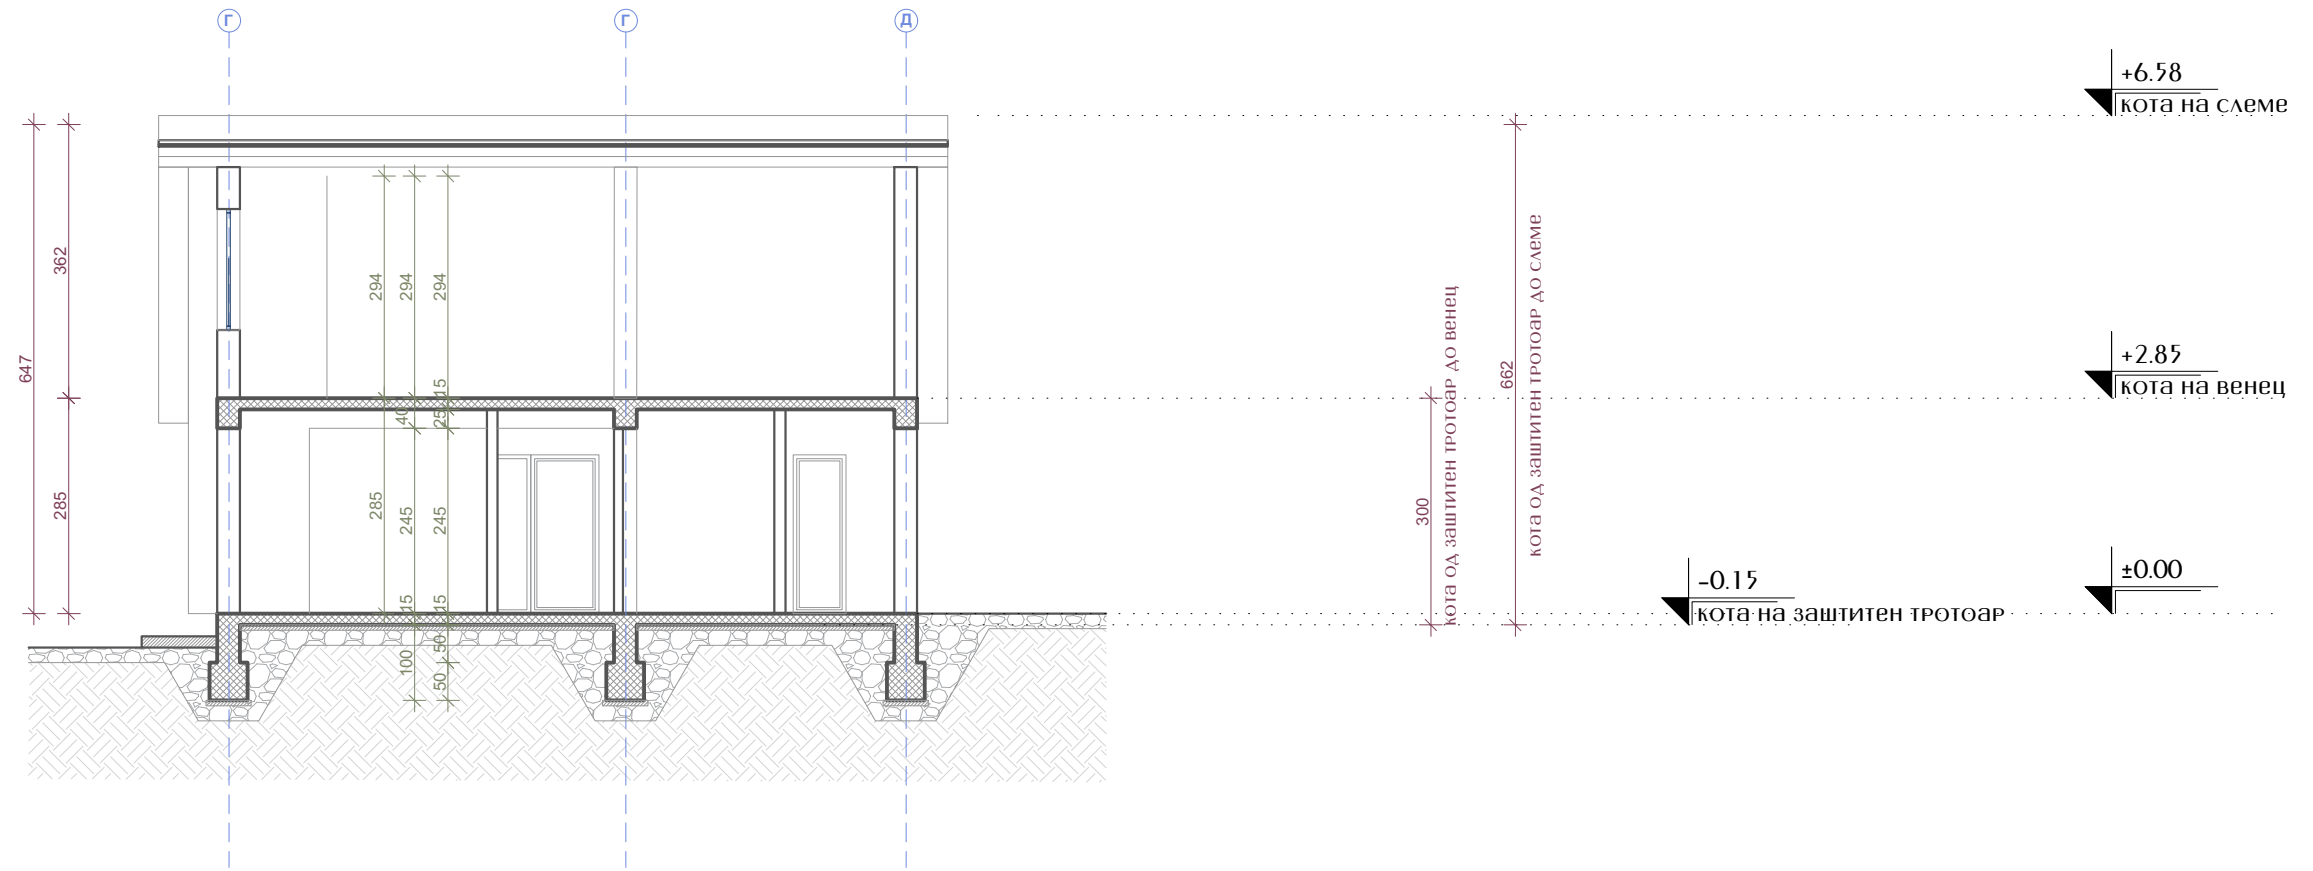 Г
Г
Д
+6.58
кота на слеме
647
362
285
294
294
294
285
40
15
25
245
245
15
15
100
50
50
300
кота од заштитен тротоар до венец
662
кота од заштитен тротоар до слеме
+2.85
кота на венец
-0.15
кота на заштитен тротоар
±0.00